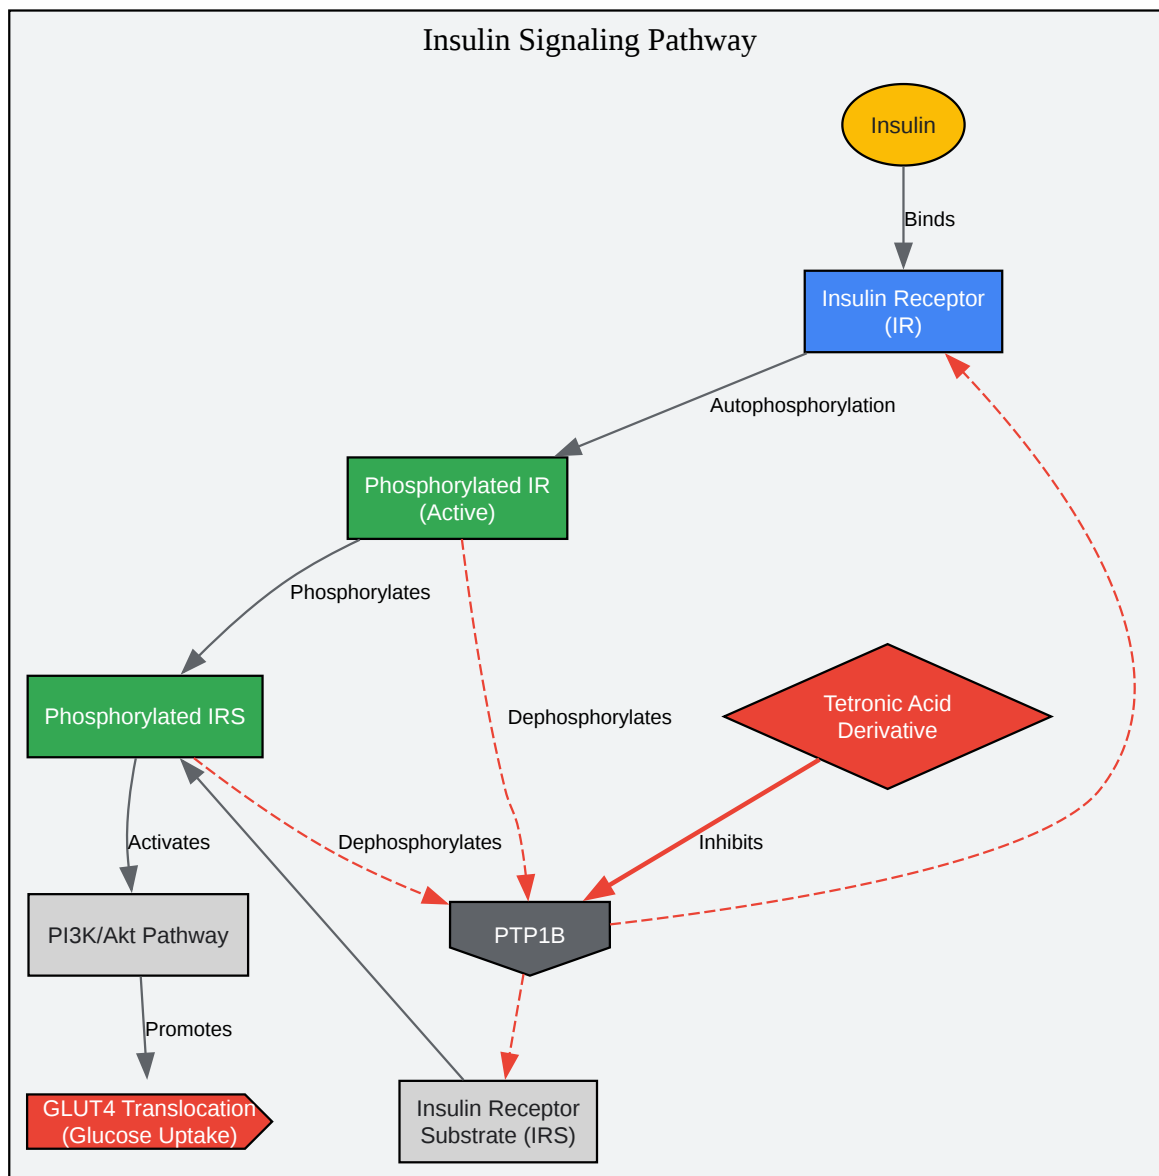 Insulin Signaling Pathway
Insulin
Binds
Insulin Receptor
(IR)
Autophosphorylation
Phosphorylated IR
(Active)
Phosphorylates
Phosphorylated IRS
Dephosphorylates
Tetronic Acid
Derivative
Activates
Dephosphorylates
Inhibits
PI3K/Akt Pathway
PTP1B
Promotes
GLUT4 Translocation
(Glucose Uptake)
Insulin Receptor
Substrate (IRS)